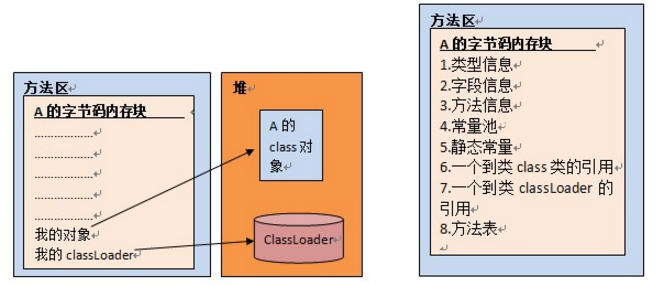 方法区
A 的字节码内存块
................
................
................
................
................
我的对象
我的 classLoader
堆
A 的
class 对
象
ClassLoader
方法区
A 的字节码内存块
1.类型信息
2.字段信息
3.方法信息
4.常量池
5.静态常量
6.一个到类 class 类的引用
7.一个到类 classLoader 的
引用
8.方法表